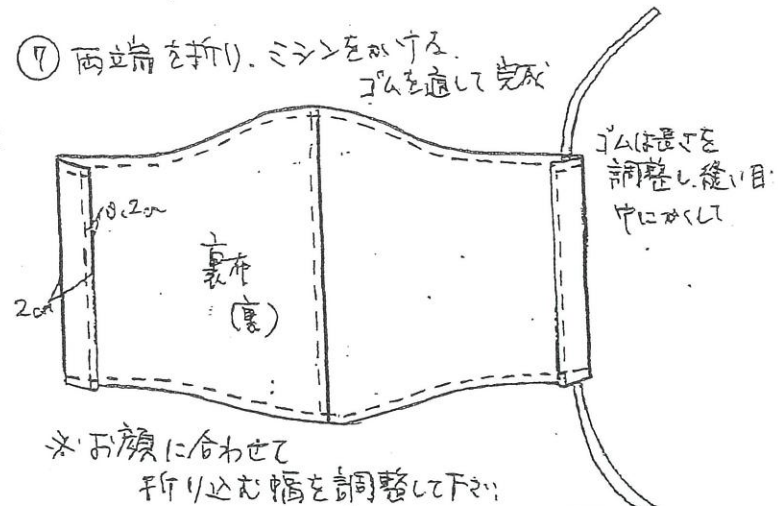 ⑦ 両端を折り、ミシンをかける。
ゴムを通して完成
ゴムは長さを
調整し、縫い目
中にかくして
0.2cm
2cm
裏布
(裏)
※お顔に合わせて
折り込む幅を調整して下さい